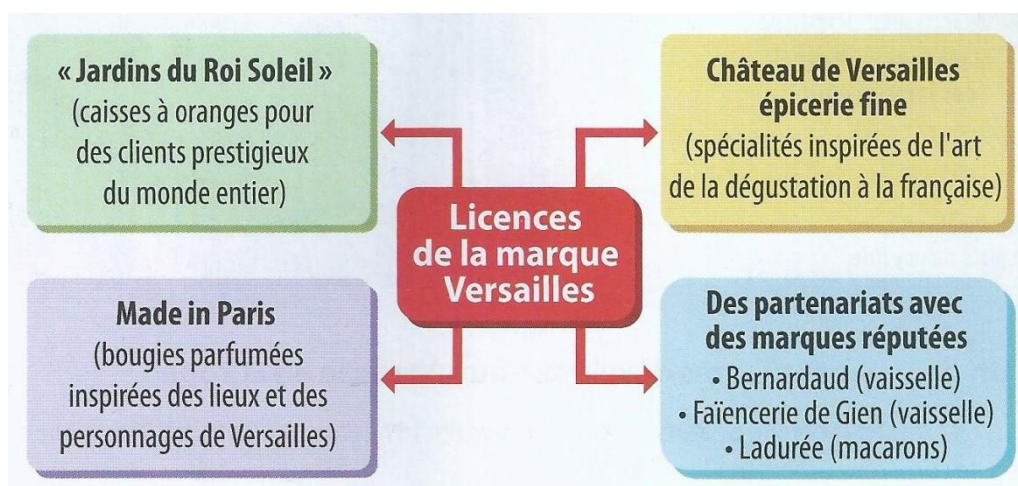 « Jardins du Roi Soleil »
(caisses à oranges pour
des clients prestigieux
du monde entier)
Château de Versailles
épicerie fine
(spécialités inspirées de l'art
de la dégustation à la française)
Licences
de la marque
Versailles
Made in Paris
(bougies parfumées
inspirées des lieux et des
personnages de Versailles)
Des partenariats avec
des marques réputées
• Bernardaud (vaisselle)
• Faïencerie de Gien (vaisselle)
• Ladurée (macarons)